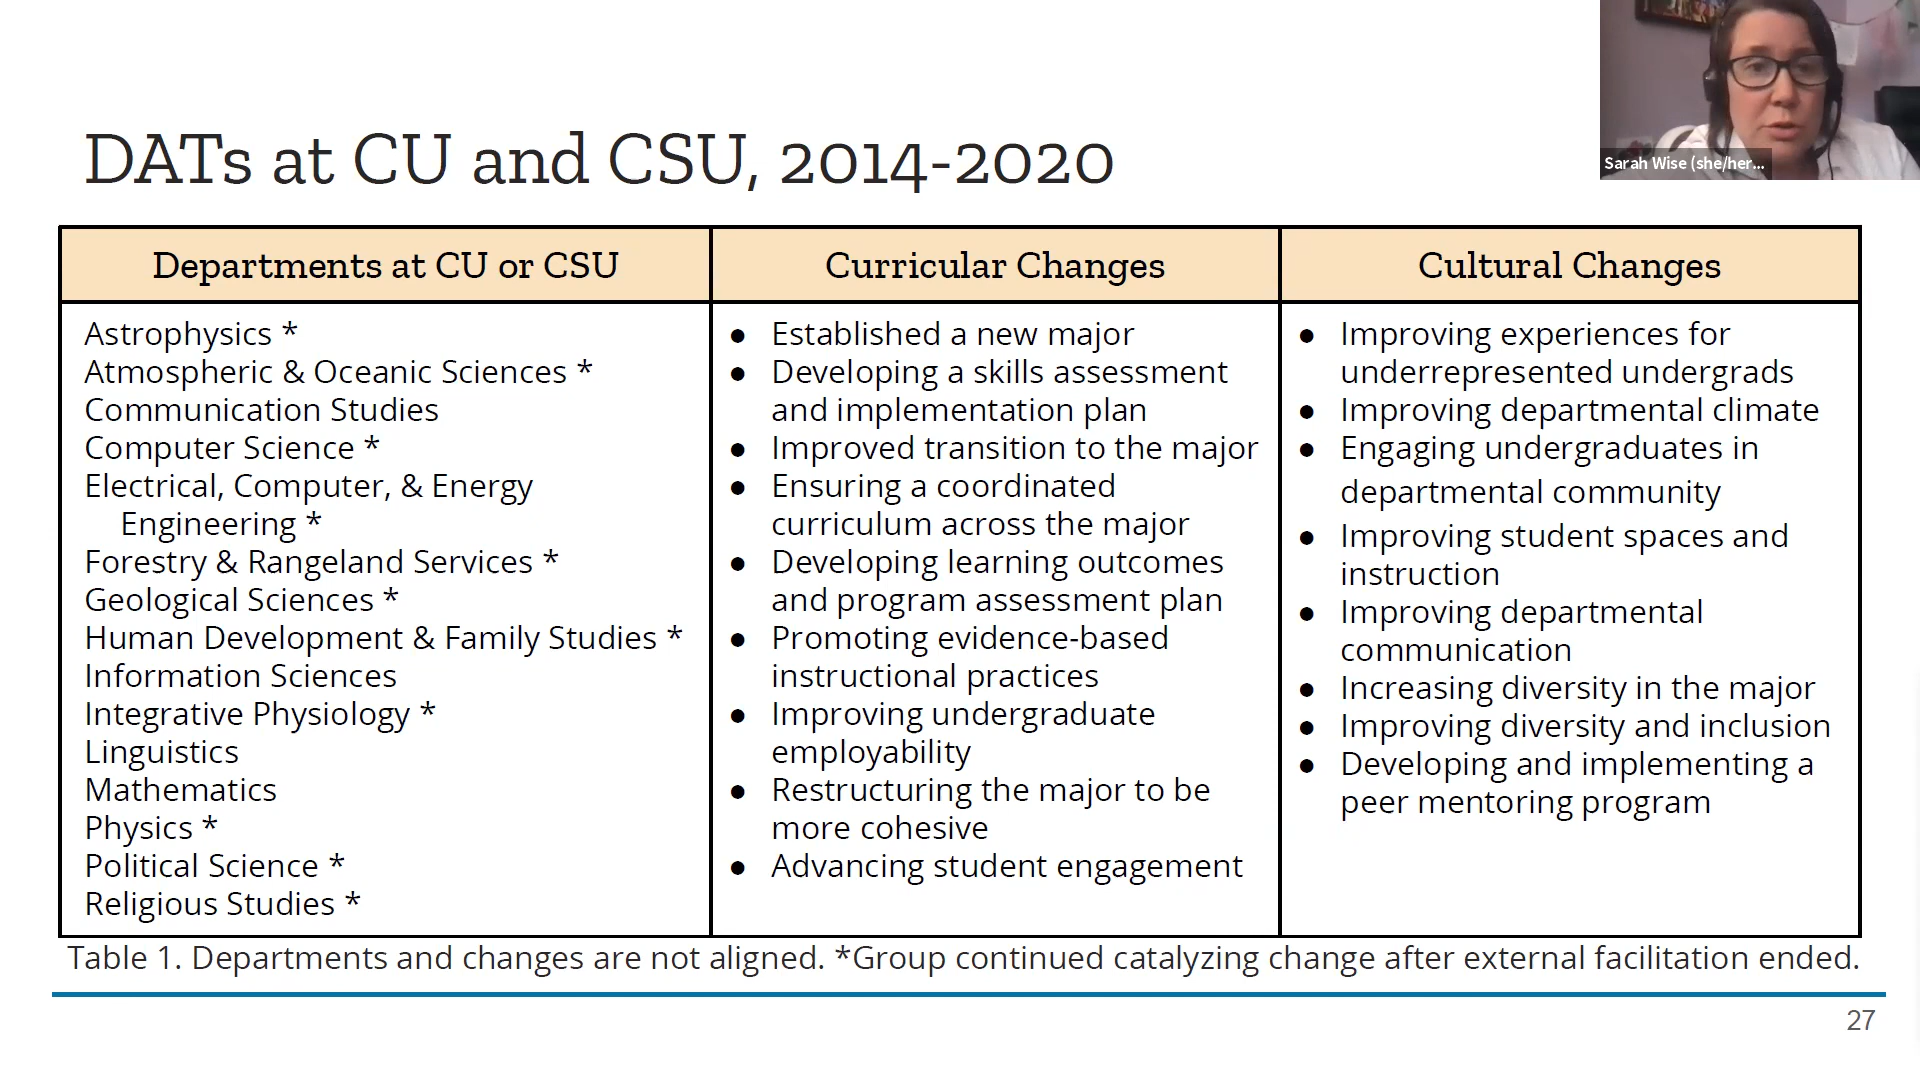 Sarah Wise (she/her...
DATs at CU and CSU, 2014-2020
Departments at CU or CSU
Curricular Changes
Cultural Changes
Astrophysics *
Atmospheric & Oceanic Sciences *
Communication Studies
Computer Science *
Electrical, Computer, & Energy
Engineering *
Forestry & Rangeland Services *
Geological Sciences *
Human Development & Family Studies *
Information Sciences
Integrative Physiology *
Linguistics
Mathematics
Physics *
Political Science *
Religious Studies *
● Established a new major
● Developing a skills assessment
and implementation plan
● Improved transition to the major
● Ensuring a coordinated
curriculum across the major
● Developing learning outcomes
and program assessment plan
● Promoting evidence-based
instructional practices
● Improving undergraduate
employability
● Restructuring the major to be
more cohesive
● Advancing student engagement
● Improving experiences for
underrepresented undergrads
● Improving departmental climate
● Engaging undergraduates in
departmental community
● Improving student spaces and
instruction
● Improving departmental
communication
● Increasing diversity in the major
● Improving diversity and inclusion
● Developing and implementing a
peer mentoring program
Table 1. Departments and changes are not aligned. *Group continued catalyzing change after external facilitation ended.
27